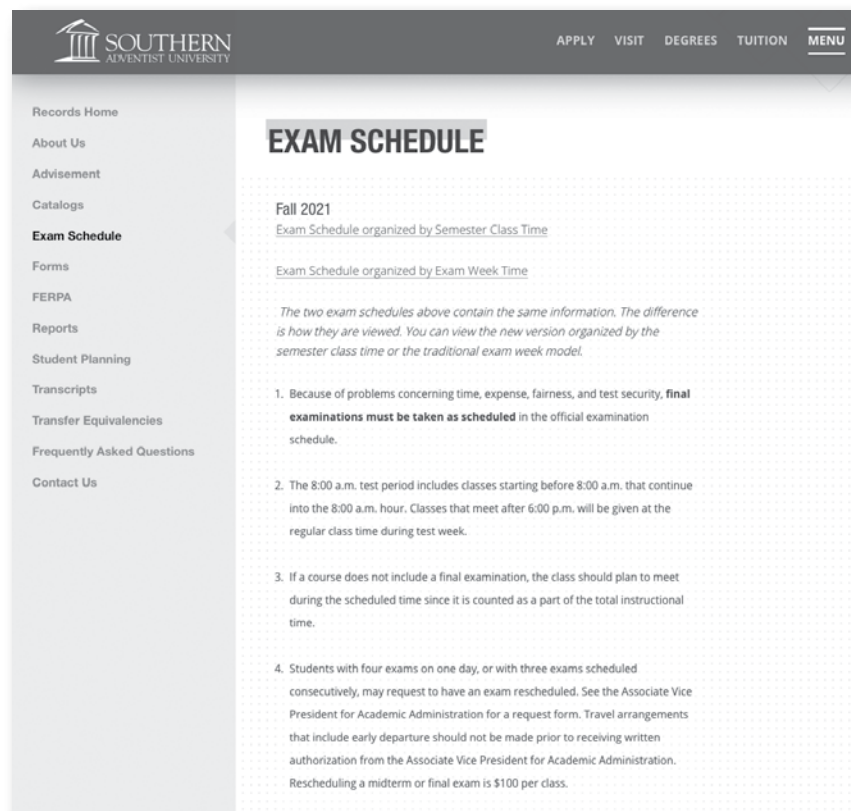 SOUTHERN
ADVENTIST UNIVERSITY
APPLY VISIT DEGREES TUITION MENU
Records Home
About Us
Advisement
Catalogs
Exam Schedule
Forms
FERPA
Reports
Student Planning
Transcripts
Transfer Equivalencies
Frequently Asked Questions
Contact Us
EXAM SCHEDULE
Fall 2021
Exam Schedule organized by Semester Class Time
Exam Schedule organized by Exam Week Time
The two exam schedules above contain the same information. The difference
is how they are viewed. You can view the new version organized by the
semester class time or the traditional exam week model.
1. Because of problems concerning time, expense, fairness, and test security, final
examinations must be taken as scheduled in the official examination
schedule.
2. The 8:00 a.m. test period includes classes starting before 8:00 a.m. that continue
into the 8:00 a.m. hour. Classes that meet after 6:00 p.m. will be given at the
regular class time during test week.
3. If a course does not include a final examination, the class should plan to meet
during the scheduled time since it is counted as a part of the total instructional
time.
4. Students with four exams on one day, or with three exams scheduled
consecutively, may request to have an exam rescheduled. See the Associate Vice
President for Academic Administration for a request form. Travel arrangements
that include early departure should not be made prior to receiving written
authorization from the Associate Vice President for Academic Administration.
Rescheduling a midterm or final exam is $100 per class.